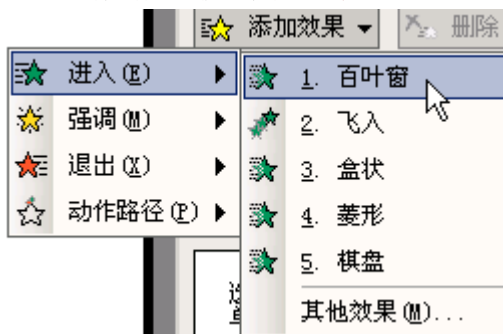 添加效果 删除
进入(E)
强调(M)
退出(X)
动作路径(P)
1. 百叶窗
2. 飞入
3. 盒状
4. 菱形
5. 棋盘
其他效果(M)...